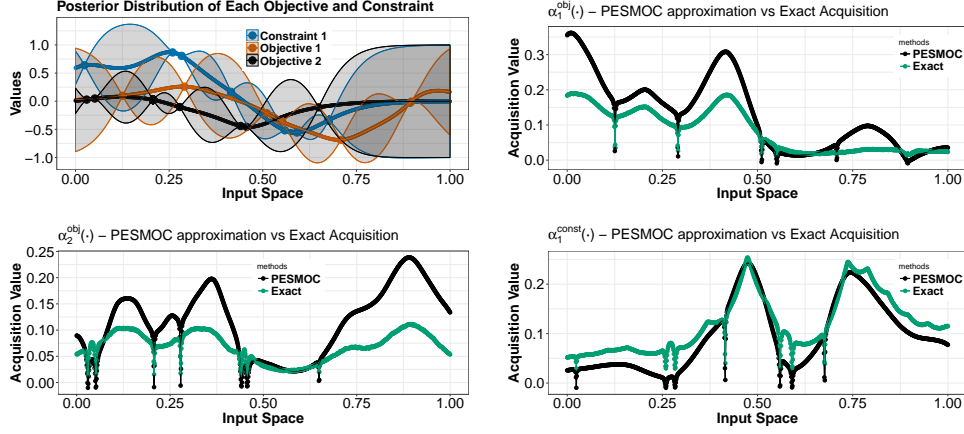 Posterior Distribution of Each Objective and Constraint
Values
1.0
0.5
0.0
−0.5
−1.0
Constraint 1
Objective 1
Objective 2
0.00
0.25
0.50
0.75
1.00
Input Space
α₁ᵒᵇʲ(·) − PESMOC approximation vs Exact Acquisition
Acquisition Value
0.3
0.2
0.1
0.0
methods
PESMOC
Exact
0.00
0.25
0.50
0.75
1.00
Input Space
α₂ᵒᵇʲ(·) − PESMOC approximation vs Exact Acquisition
Acquisition Value
0.25
0.20
0.15
0.10
0.05
0.00
methods
PESMOC
Exact
0.00
0.25
0.50
0.75
1.00
Input Space
α₁ᶜᵒⁿˢᵗ(·) − PESMOC approximation vs Exact Acquisition
Acquisition Value
0.2
0.1
0.0
methods
PESMOC
Exact
0.00
0.25
0.50
0.75
1.00
Input Space